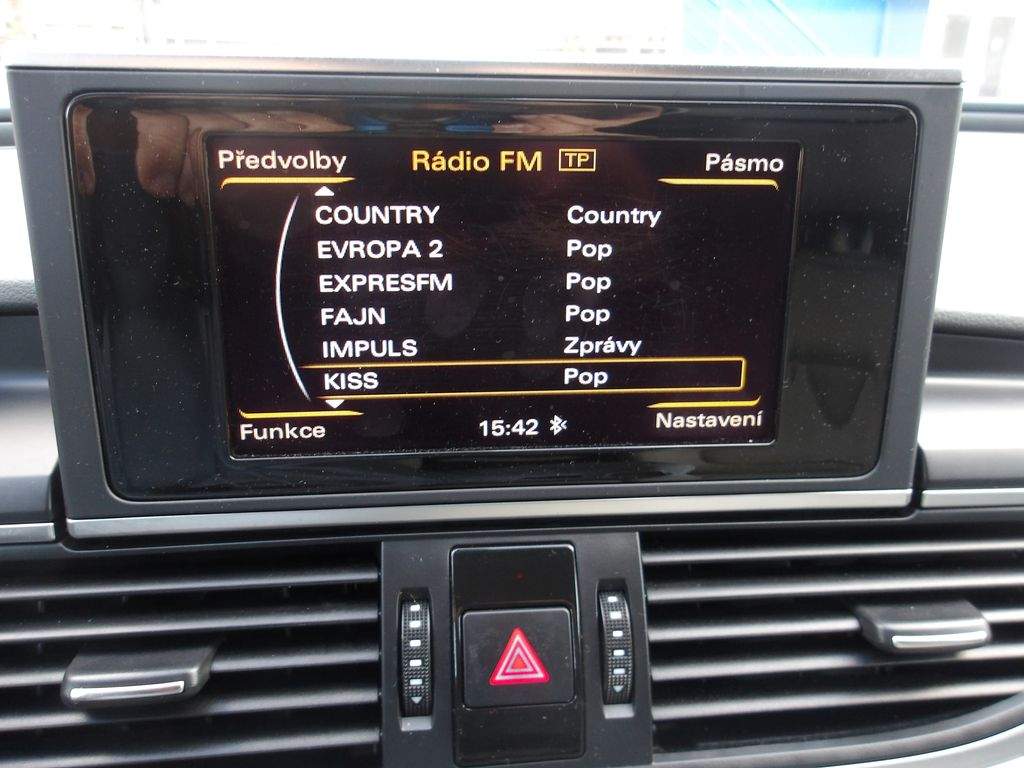 Předvolby Rádio FM TP Pásmo
COUNTRY Country
EVROPA 2 Pop
EXPRESFM Pop
FAJN Pop
IMPULS Zprávy
KISS Pop
Funkce 15:42 Nastavení